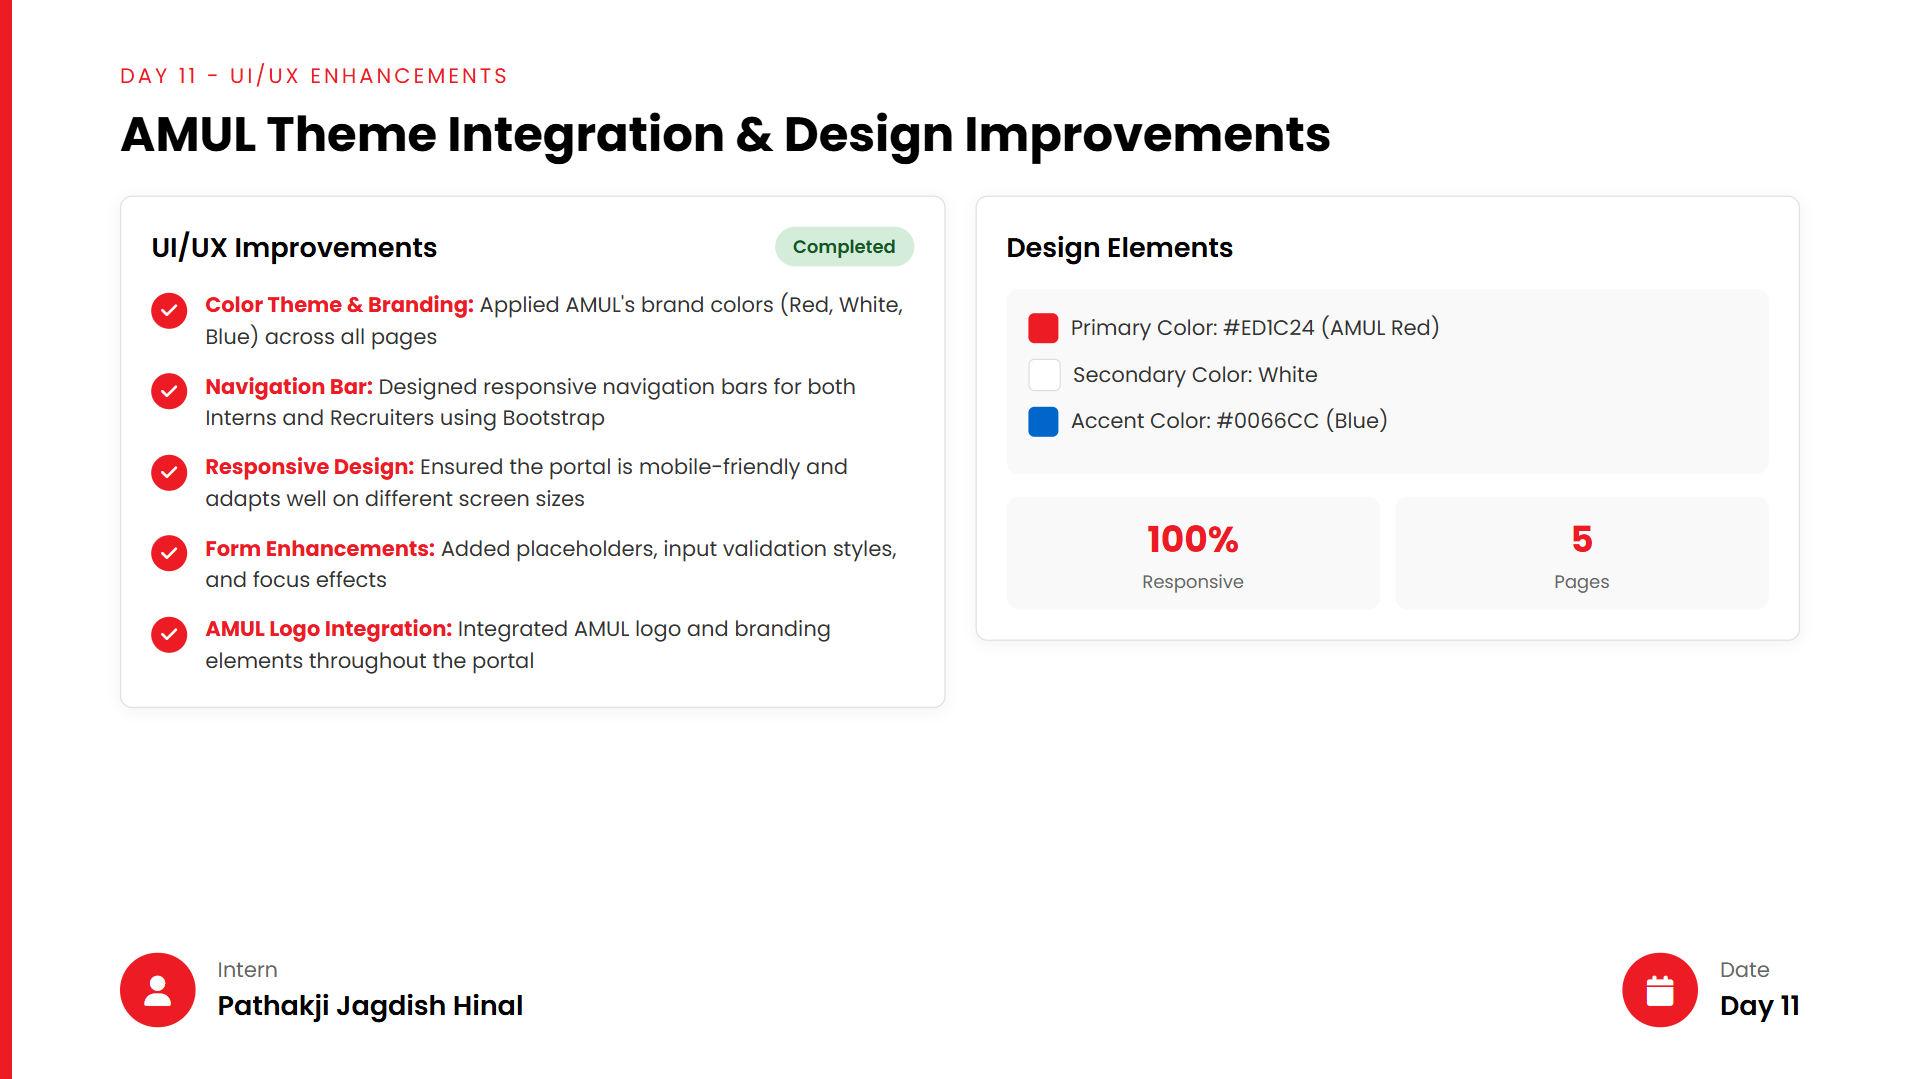 DAY 11 - UI/UX ENHANCEMENTS
AMUL Theme Integration & Design Improvements
UI/UX Improvements
Completed
Color Theme & Branding: Applied AMUL's brand colors (Red, White,
Blue) across all pages
Navigation Bar: Designed responsive navigation bars for both
Interns and Recruiters using Bootstrap
Responsive Design: Ensured the portal is mobile-friendly and
adapts well on different screen sizes
Form Enhancements: Added placeholders, input validation styles,
and focus effects
AMUL Logo Integration: Integrated AMUL logo and branding
elements throughout the portal
Design Elements
Primary Color: #ED1C24 (AMUL Red)
Secondary Color: White
Accent Color: #0066CC (Blue)
100%
Responsive
5
Pages
Intern
Pathakji Jagdish Hinal
Date
Day 11